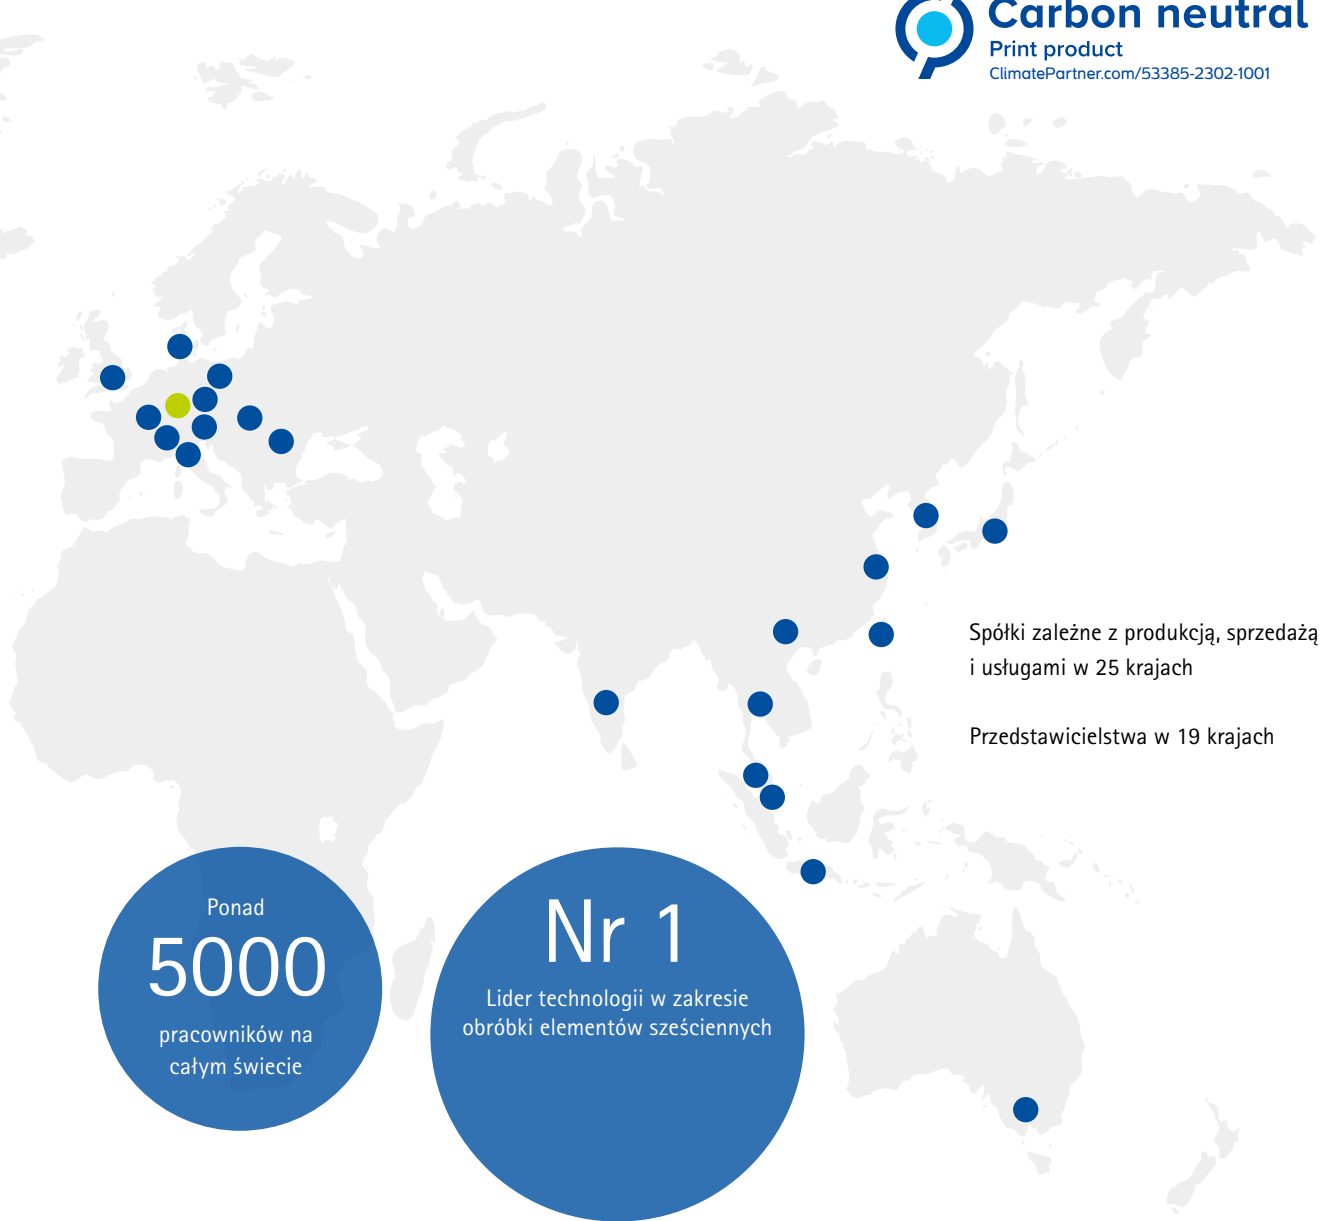 Carbon neutral
Print product
ClimatePartner.com/53385-2302-1001
Spółki zależne z produkcją, sprzedażą
i usługami w 25 krajach
Przedstawicielstwa w 19 krajach
Ponad
5000
pracowników na
całym świecie
Nr 1
Lider technologii w zakresie
obróbki elementów sześciennych